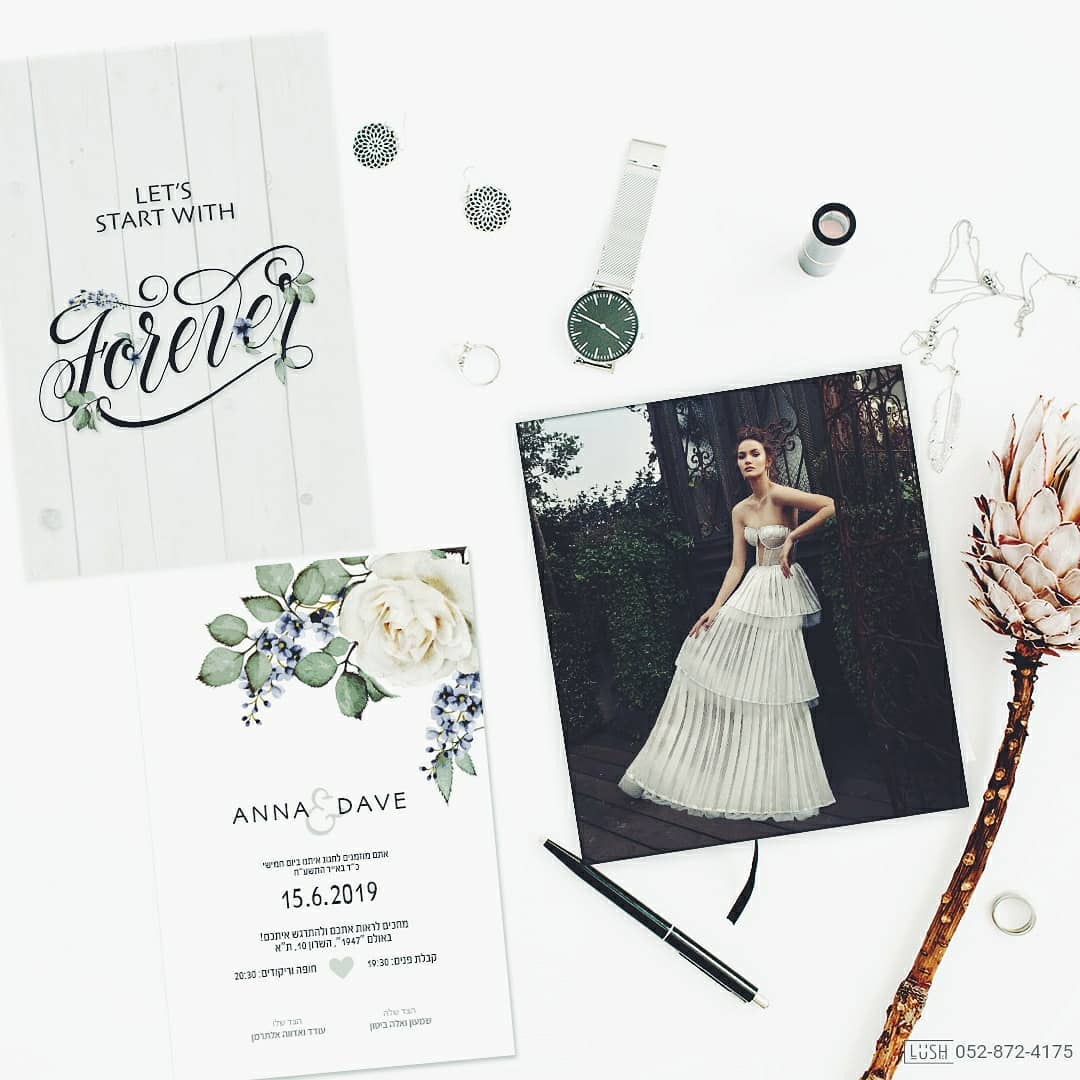 LET'S
START WITH
Forever
ANNA & DAVE
אתם מוזמנים לחגוג איתנו ביום חמישי
כ"ד בא"ייר התשע"ח
15.6.2019
מחכים לראות אתכם ולהתרגש איתכם!
באולם "1947", השרון 10, ת"א
קבלת פנים: 19:30
חופה וריקודים: 20:30
הצד שלה
שמעון ואלה ביטון
הצד שלו
עודד ואדווה אלתרמן
LUSH 052-872-4175